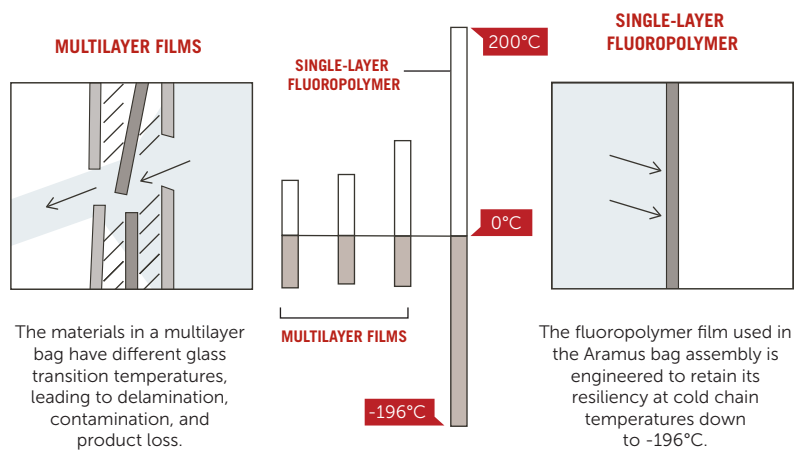 MULTILAYER FILMS
The materials in a multilayer
bag have different glass
transition temperatures,
leading to delamination,
contamination, and
product loss.
SINGLE-LAYER
FLUOROPOLYMER
200°C
0°C
MULTILAYER FILMS
-196°C
SINGLE-LAYER
FLUOROPOLYMER
The fluoropolymer film used in
the Aramus bag assembly is
engineered to retain its
resiliency at cold chain
temperatures down
to -196°C.